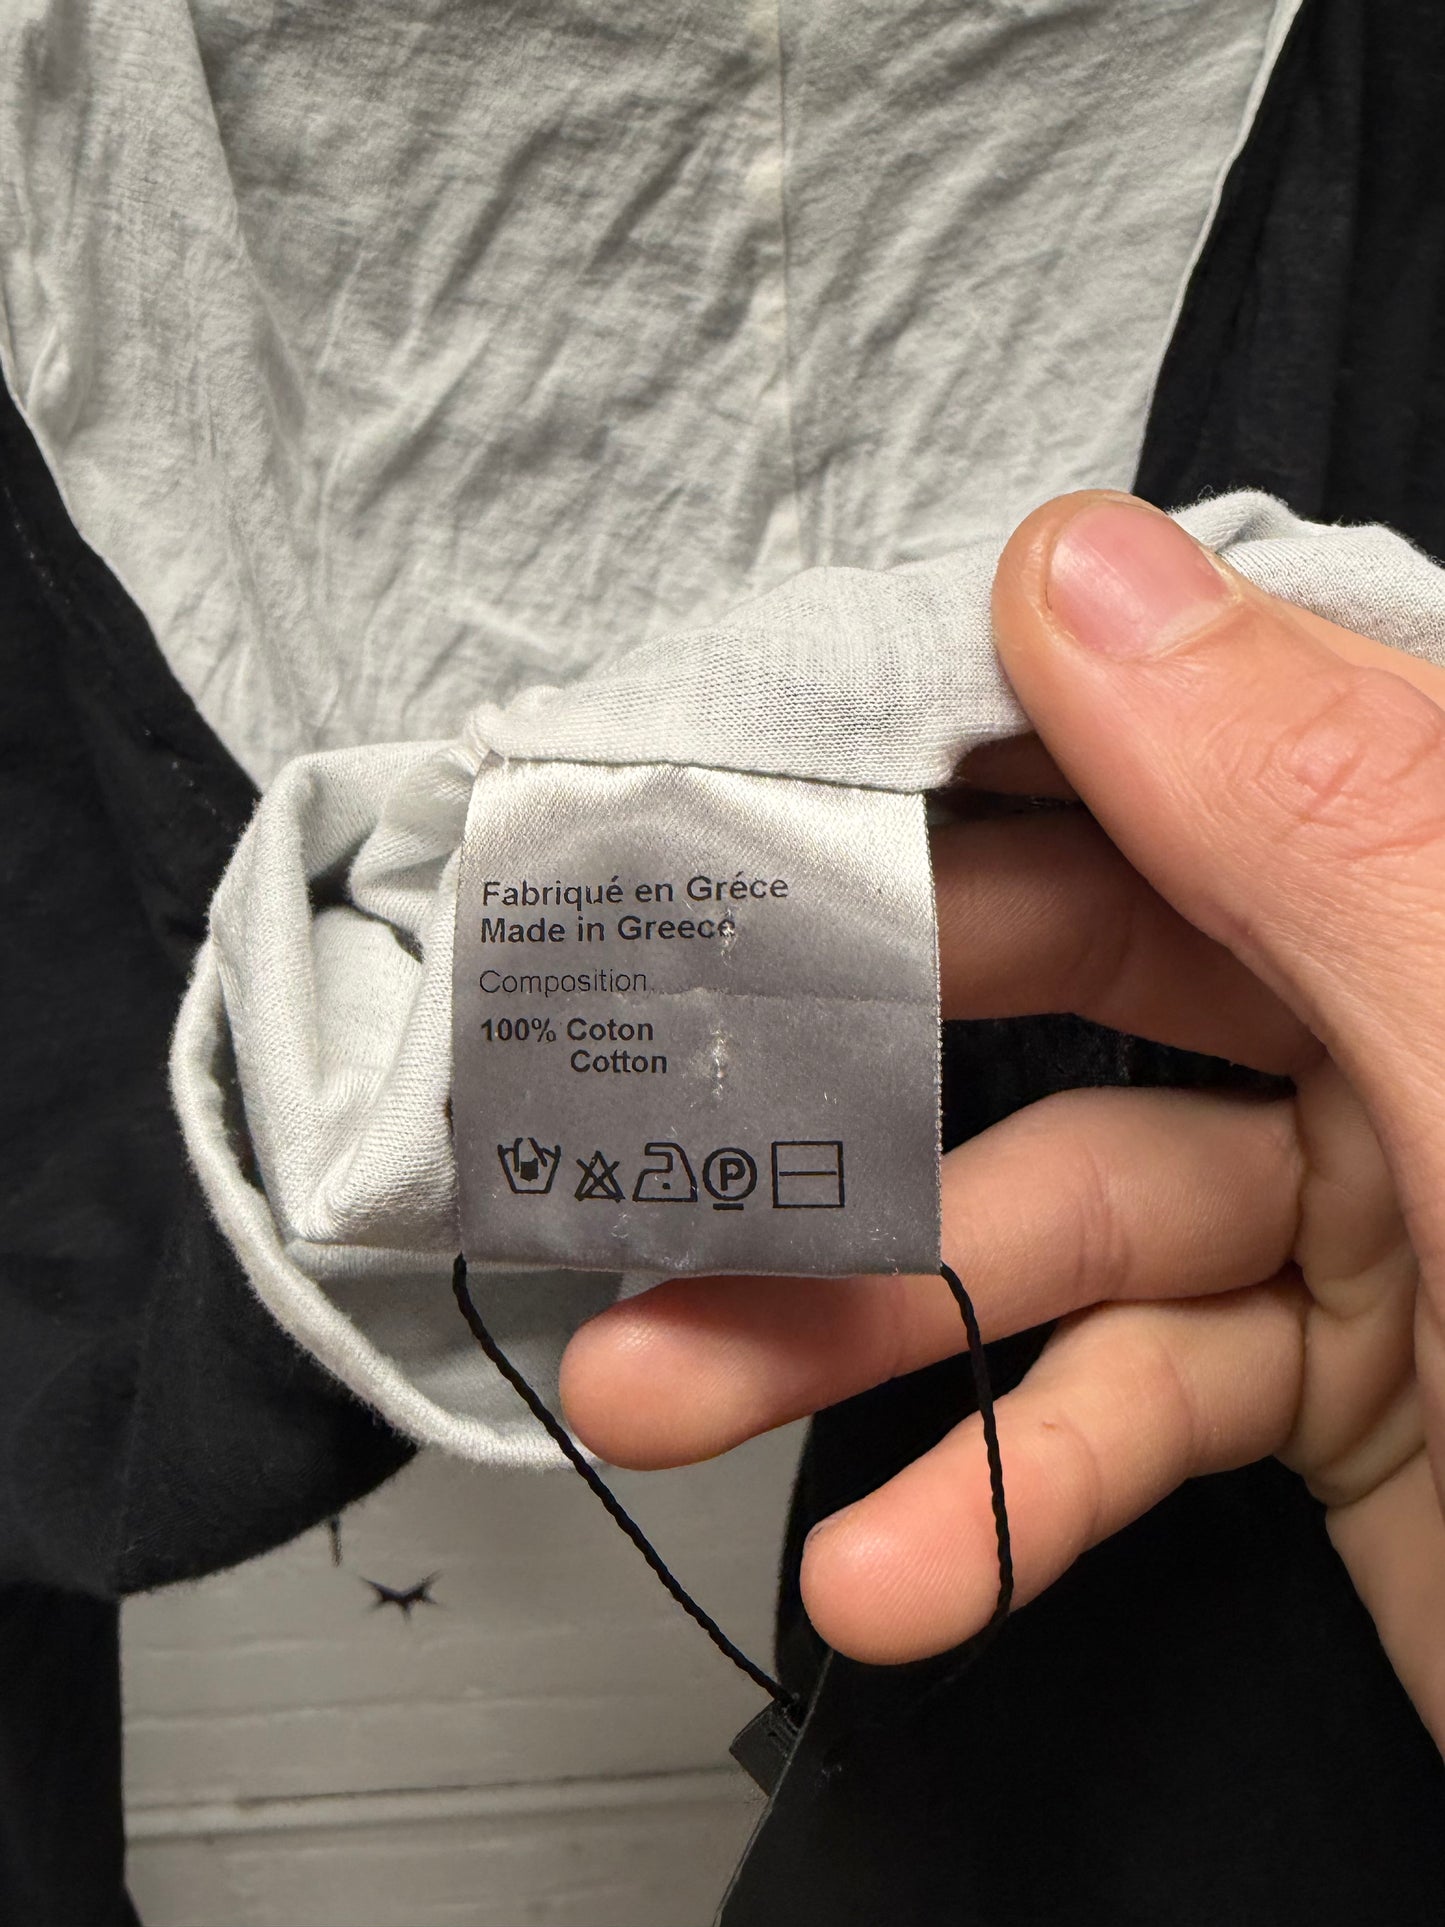 Fabriqué en Gréce
Made in Greece
Composition
100% Coton
Cotton
P